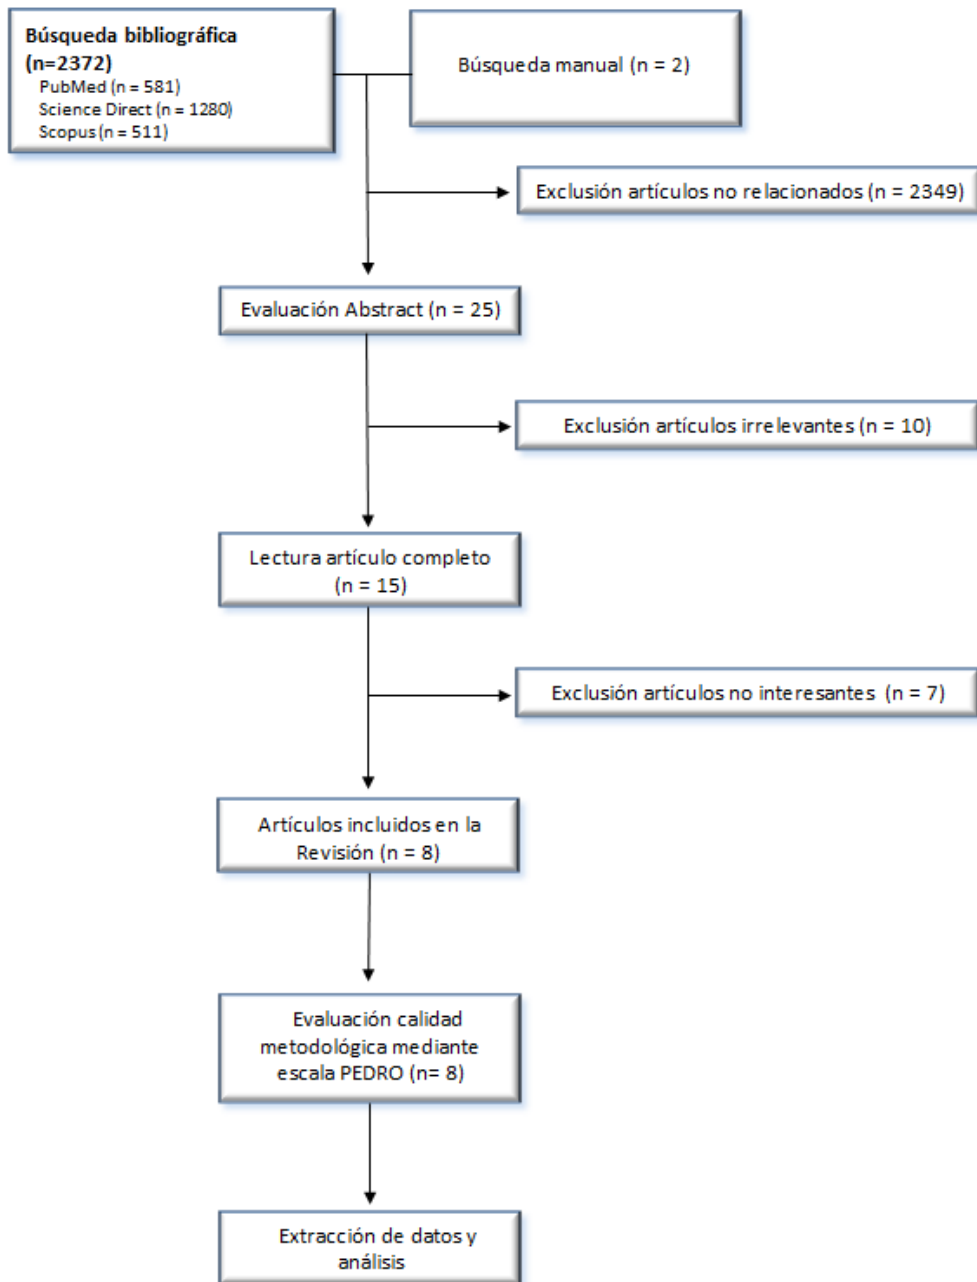 Búsqueda bibliográfica
(n=2372)
PubMed (n = 581)
Science Direct (n = 1280)
Scopus (n = 511)
Búsqueda manual (n = 2)
Exclusión artículos no relacionados (n = 2349)
Evaluación Abstract (n = 25)
Exclusión artículos irrelevantes (n = 10)
Lectura artículo completo
(n = 15)
Exclusión artículos no interesantes (n = 7)
Artículos incluidos en la
Revisión (n = 8)
Evaluación calidad
metodológica mediante
escala PEDRO (n= 8)
Extracción de datos y
análisis